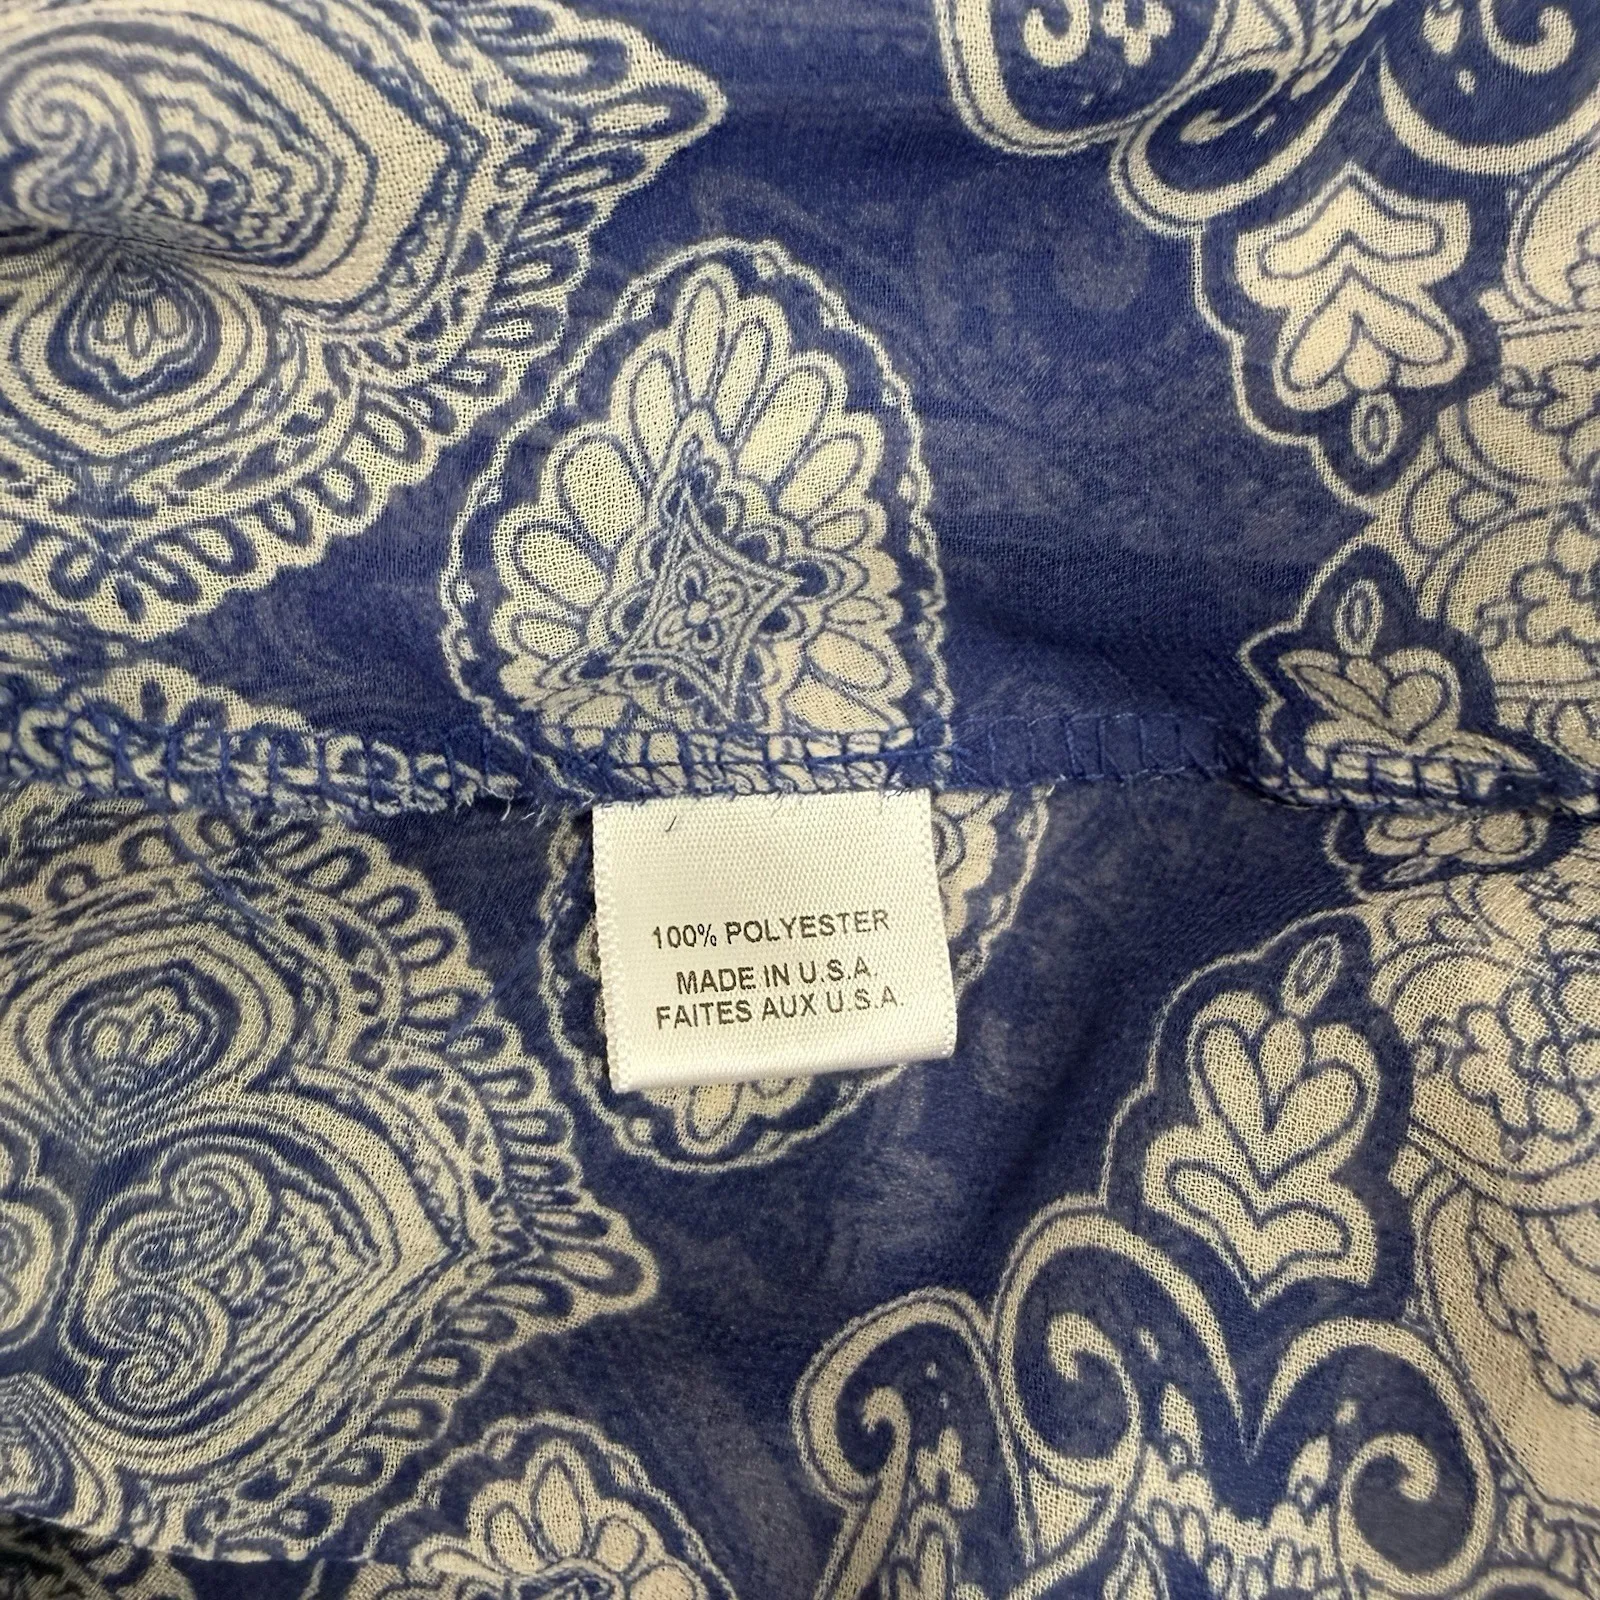 100% POLYESTER
MADE IN U.S.A.
FAITES AUX U.S.A